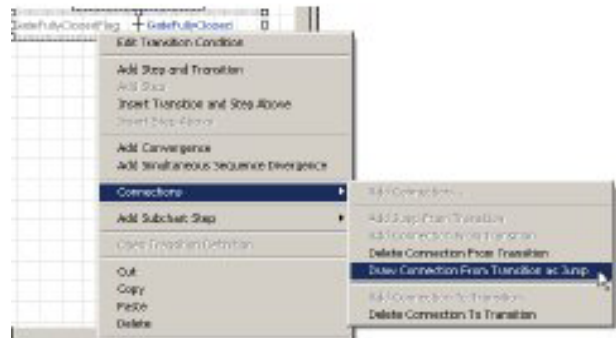 GateFullyClosedFlag GateFullyClosed
Edit Transition Condition
Add Step and Transition
Add Step
Insert Transition and Step Above
Insert Step Above
Add Convergence
Add Simultaneous Sequence Divergence
Connections
Add Connection...
Add Subchart Step
Add Jump From Transition
Add Connection From Transition
Open Transition Definition
Delete Connection From Transition
Draw Connection From Transition as Jump
Cut
Copy
Add Connection To Transition
Paste
Delete Connection To Transition
Delete